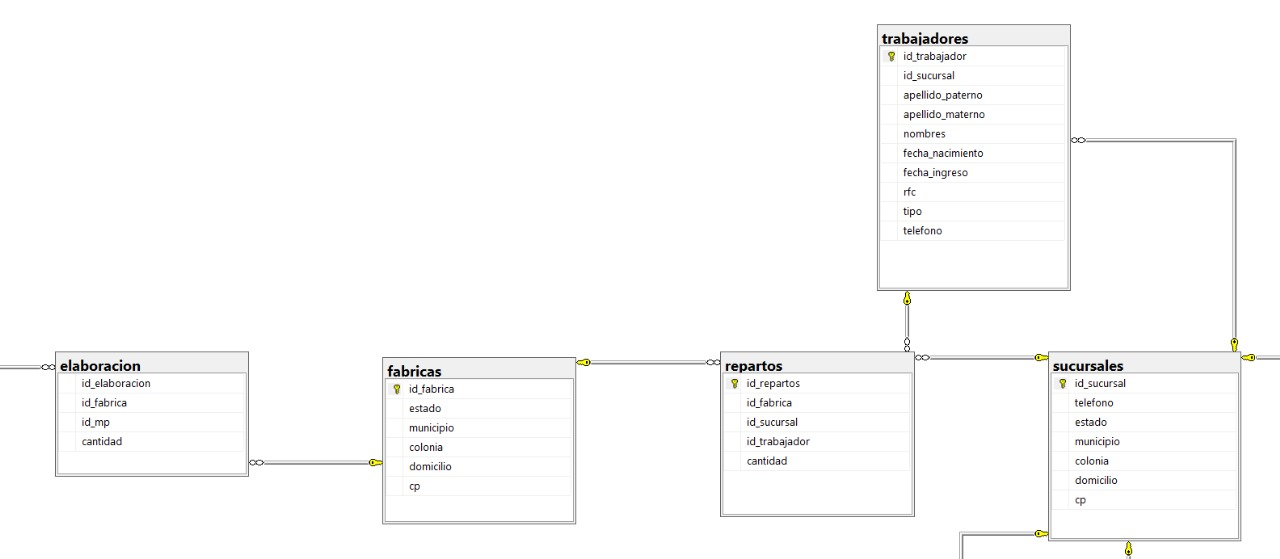 trabajadores
id_trabajador
id_sucursal
apellido_paterno
apellido_materno
nombres
fecha_nacimiento
fecha_ingreso
rfc
tipo
telefono
elaboracion
id_elaboracion
id_fabrica
id_mp
cantidad
fabricas
id_fabrica
estado
municipio
colonia
domicilio
cp
repartos
id_repartos
id_fabrica
id_sucursal
id_trabajador
cantidad
sucursales
id_sucursal
telefono
estado
municipio
colonia
domicilio
cp